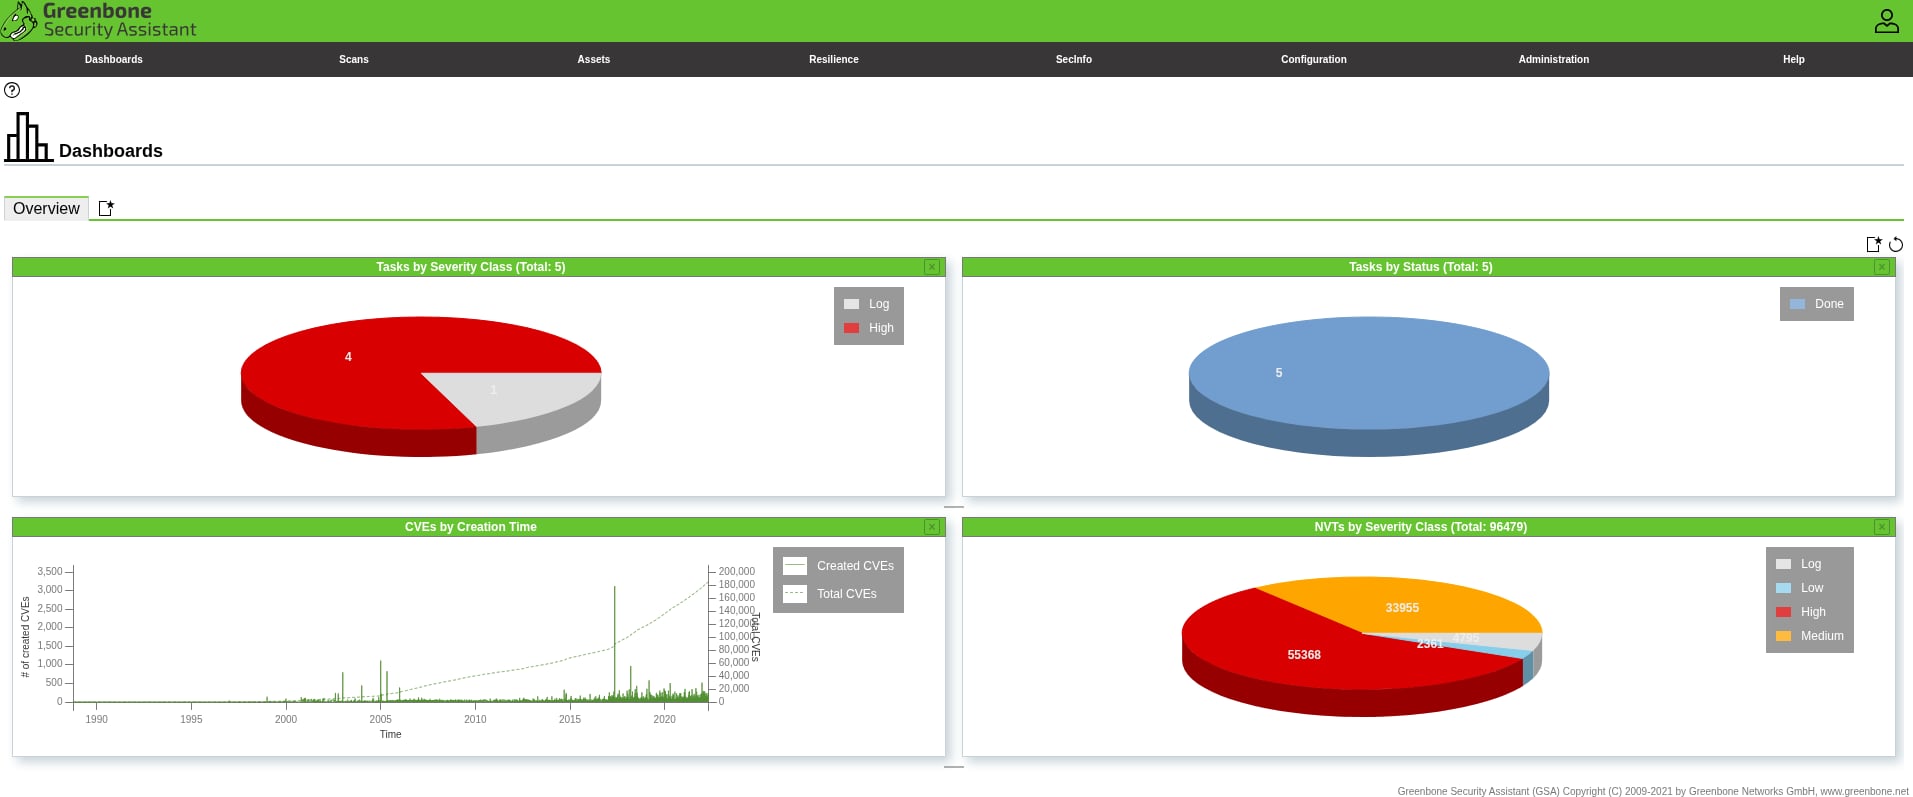 Greenbone
Security Assistant
Dashboards Scans Assets Resilience SecInfo Configuration Administration Help
Dashboards
Overview
Tasks by Severity Class (Total: 5)
4
1
Log
High
Tasks by Status (Total: 5)
5
Done
CVEs by Creation Time
# of created CVEs
3,500
3,000
2,500
2,000
1,500
1,000
500
0
1990 1995 2000 2005 2010 2015 2020
Time
200,000
180,000
160,000
140,000
120,000
100,000
80,000
60,000
40,000
20,000
0
Total CVEs
Created CVEs
Total CVEs
NVTs by Severity Class (Total: 96479)
33955
4795
2361
55368
Log
Low
High
Medium
Greenbone Security Assistant (GSA) Copyright (C) 2009-2021 by Greenbone Networks GmbH, www.greenbone.net